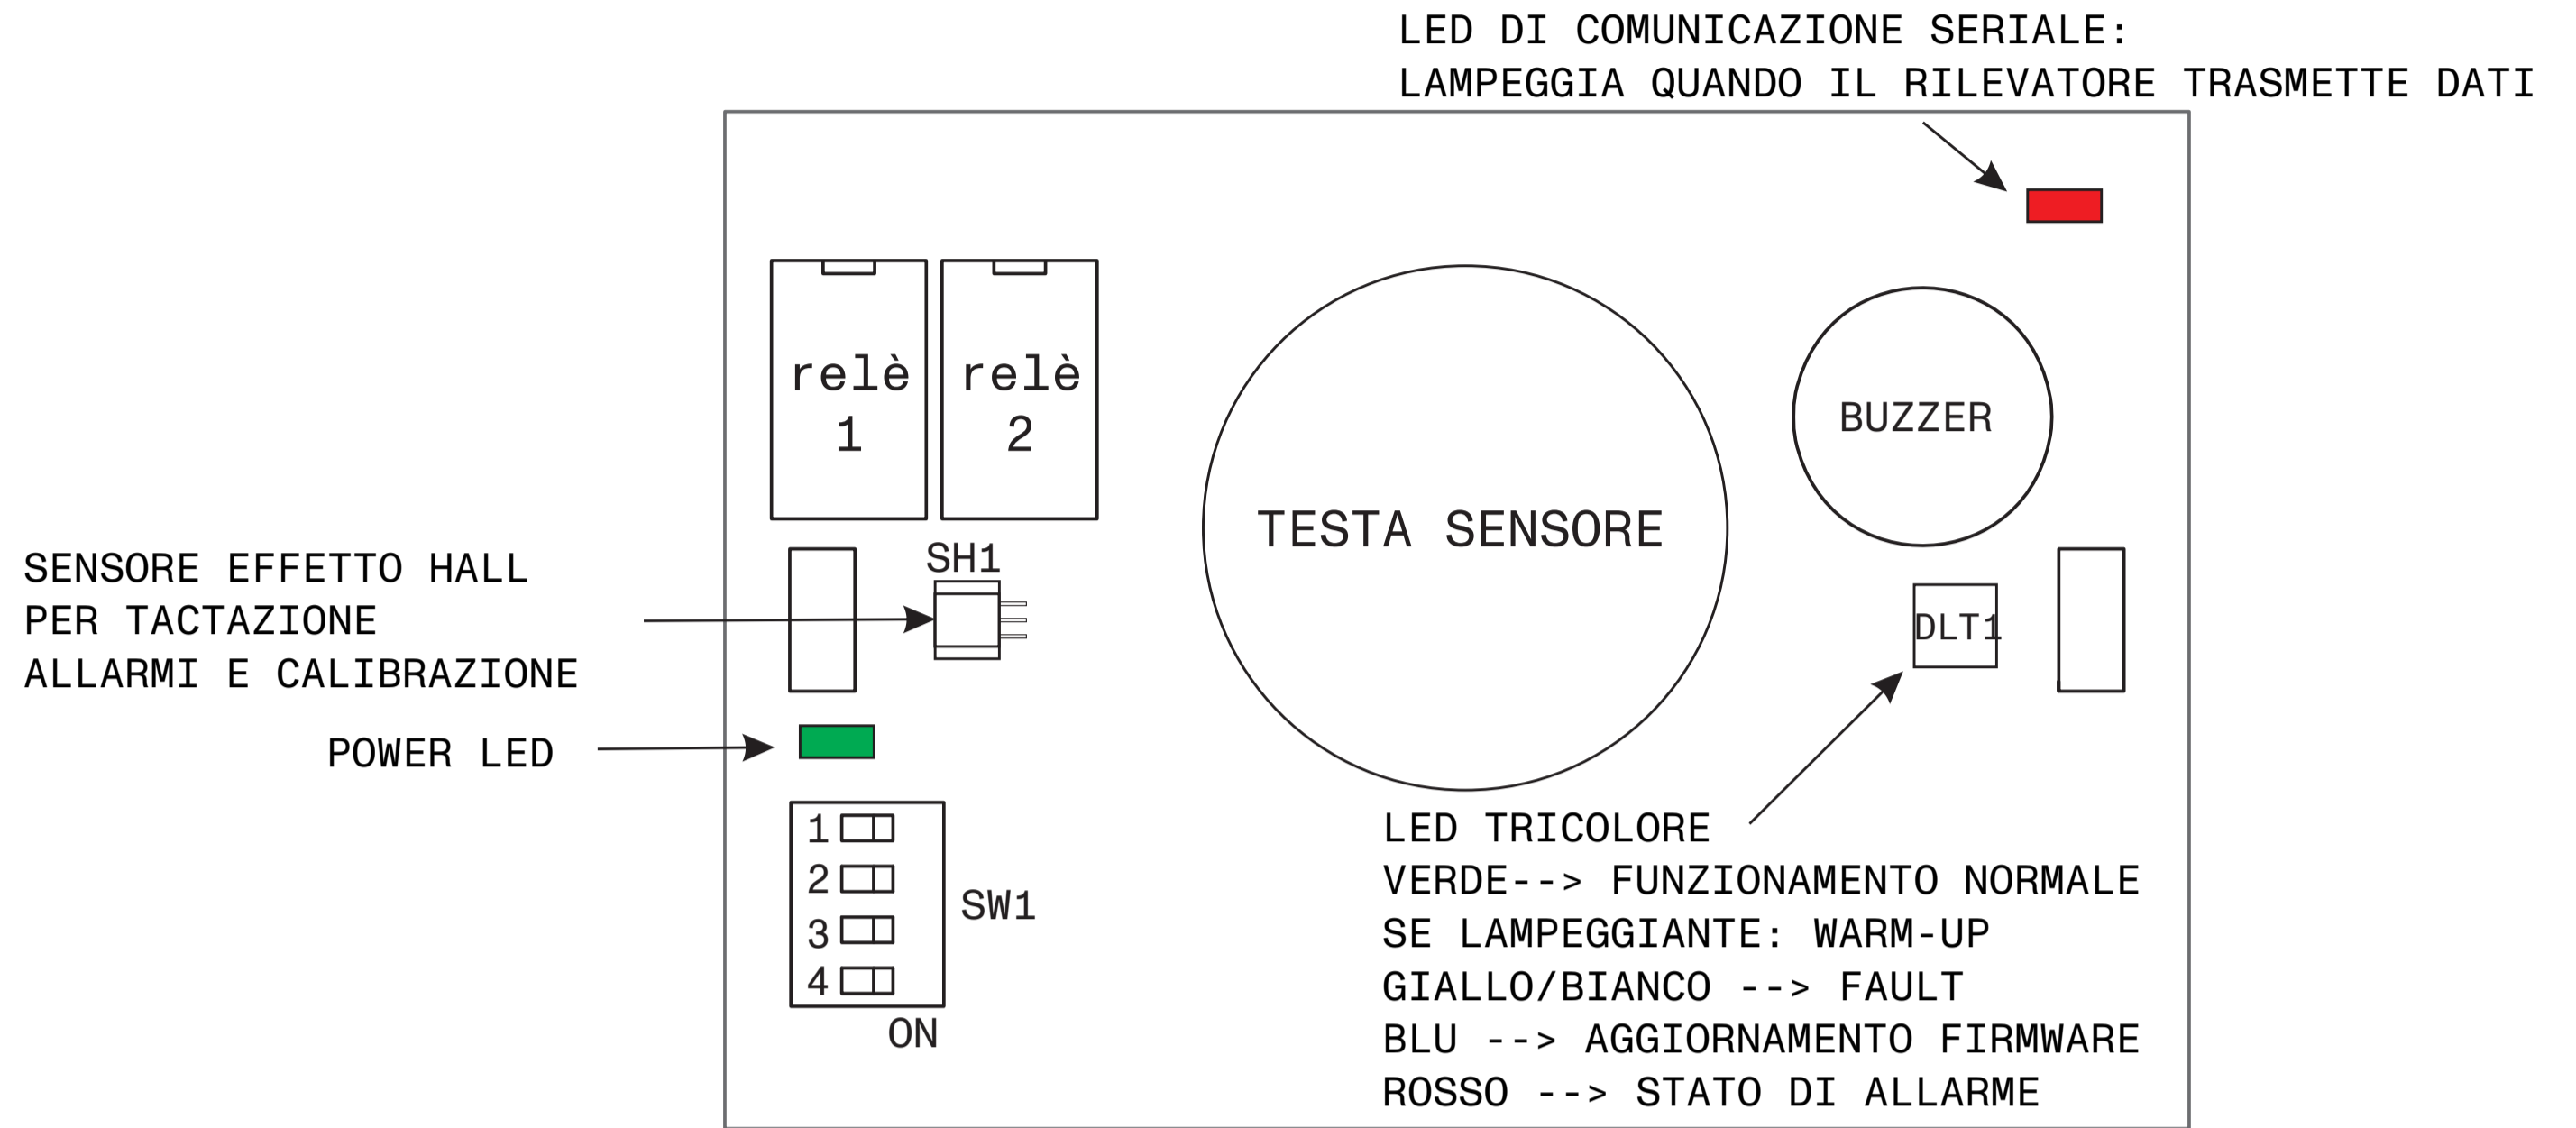 LED DI COMUNICAZIONE SERIALE:
LAMPEGGIA QUANDO IL RILEVATORE TRASMETTE DATI
relè
1
relè
2
BUZZER
TESTA SENSORE
SENSORE EFFETTO HALL
PER TACTAZIONE
ALLARMI E CALIBRAZIONE
SH1
DLT1
POWER LED
1
2
3
4
SW1
ON
LED TRICOLORE
VERDE--> FUNZIONAMENTO NORMALE
SE LAMPEGGIANTE: WARM-UP
GIALLO/BIANCO --> FAULT
BLU --> AGGIORNAMENTO FIRMWARE
ROSSO --> STATO DI ALLARME